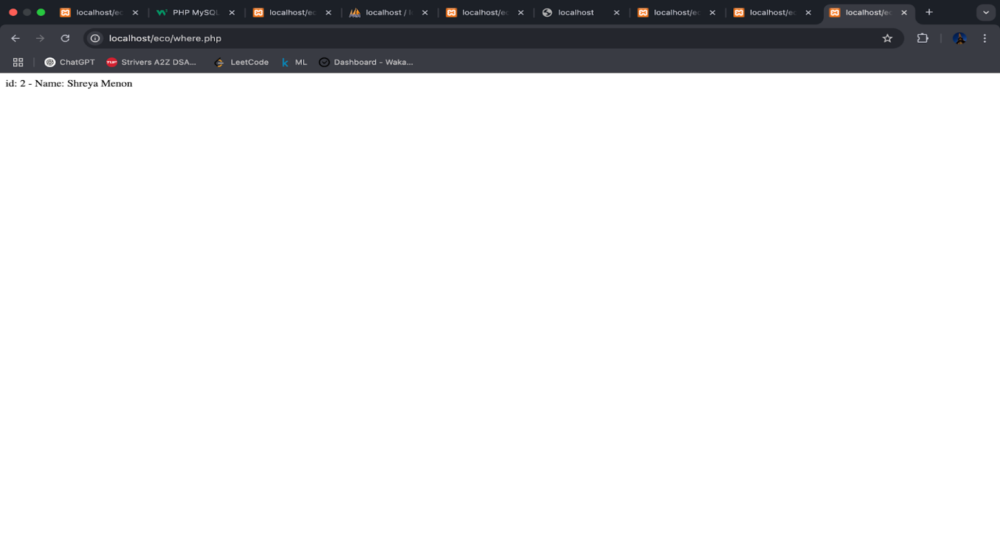 localhost/ec
PHP MySQL
localhost/ec
localhost / l
localhost/ec
localhost
localhost/ec
localhost/ec
localhost/ec
localhost/eco/where.php
ChatGPT
TUF Strivers A2Z DSA...
LeetCode
k ML
Dashboard - Waka...
id: 2 - Name: Shreya Menon